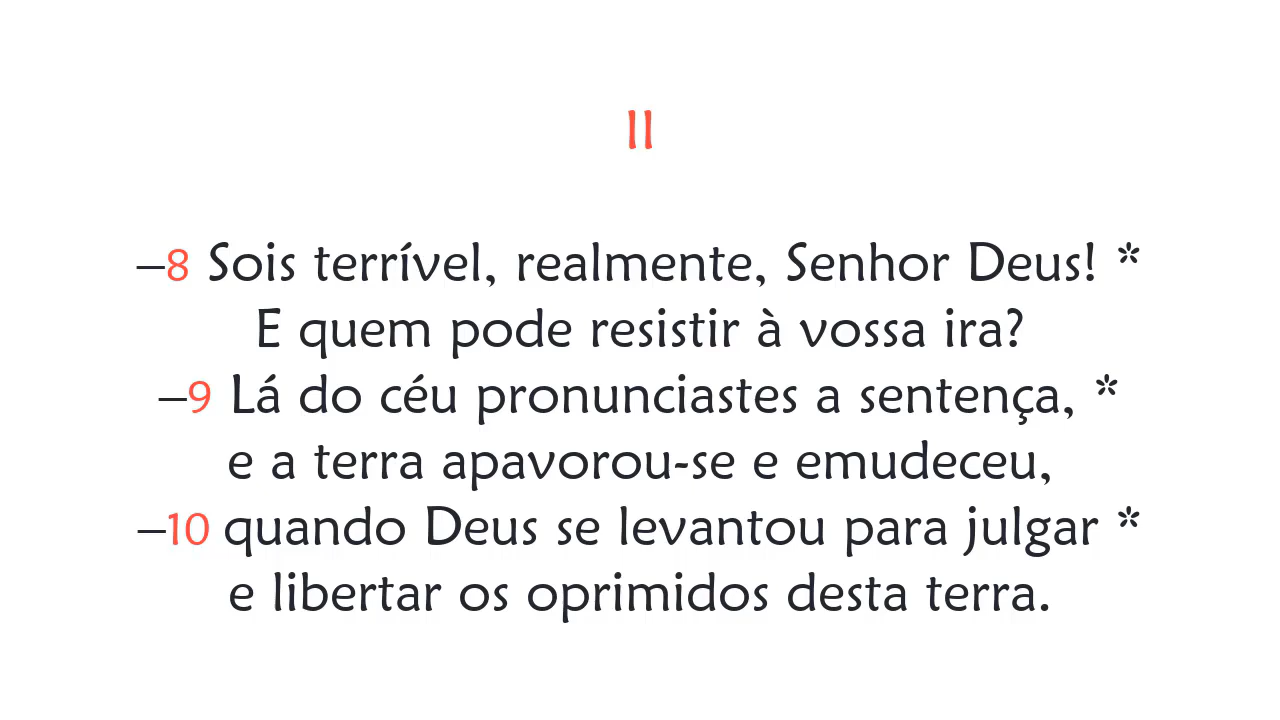 II
–8 Sois terrível, realmente, Senhor Deus! *
E quem pode resistir à vossa ira?
–9 Lá do céu pronunciastes a sentença, *
e a terra apavorou-se e emudeceu,
–10 quando Deus se levantou para julgar *
e libertar os oprimidos desta terra.